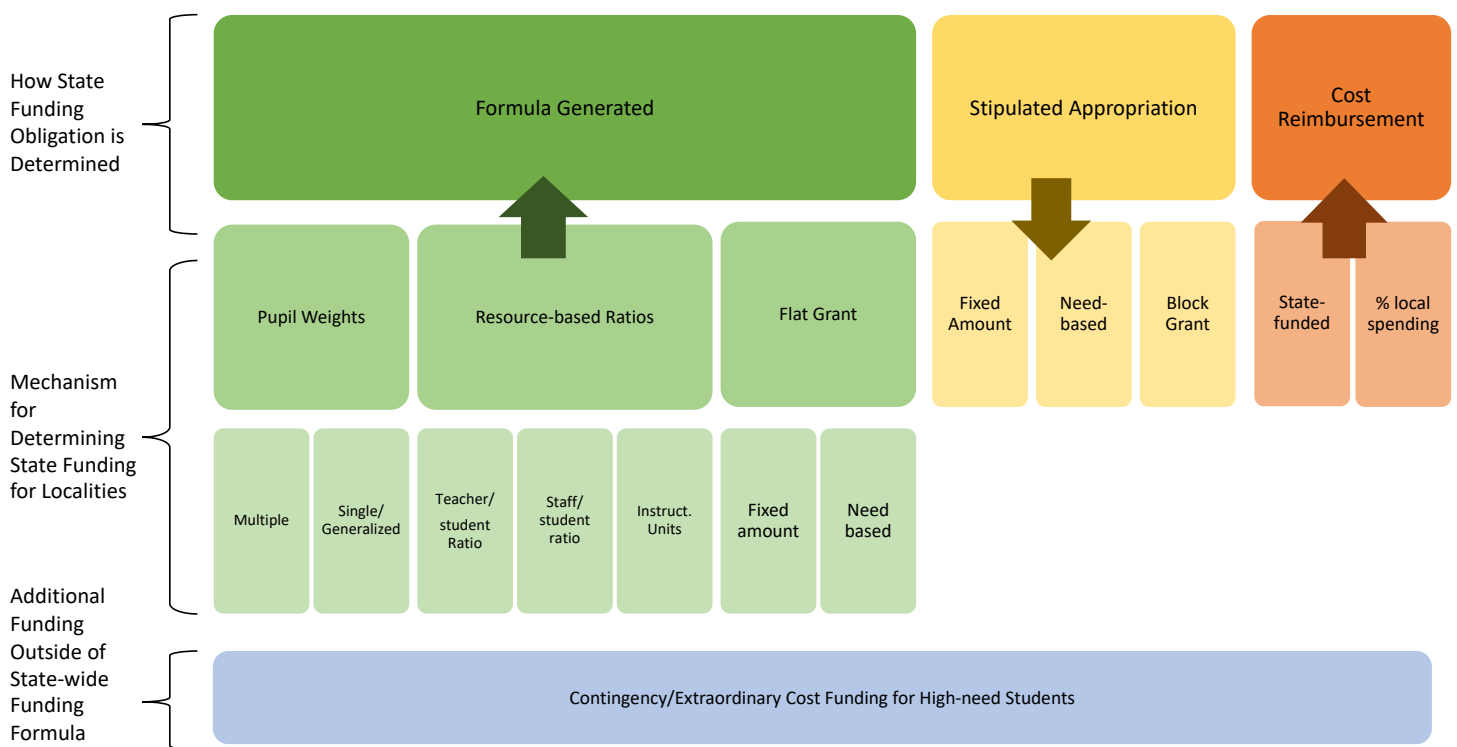 How State
Funding
Obligation is
Determined
Formula Generated
Stipulated Appropriation
Cost
Reimbursement
Mechanism
for
Determining
State Funding
for Localities
Pupil Weights
Resource-based Ratios
Flat Grant
Fixed
Amount
Need-
based
Block
Grant
State-
funded
% local
spending
Multiple
Single/
Generalized
Teacher/
student
Ratio
Staff/
student
ratio
Instruct.
Units
Fixed
amount
Need
based
Additional
Funding
Outside of
State-wide
Funding
Formula
Contingency/Extraordinary Cost Funding for High-need Students